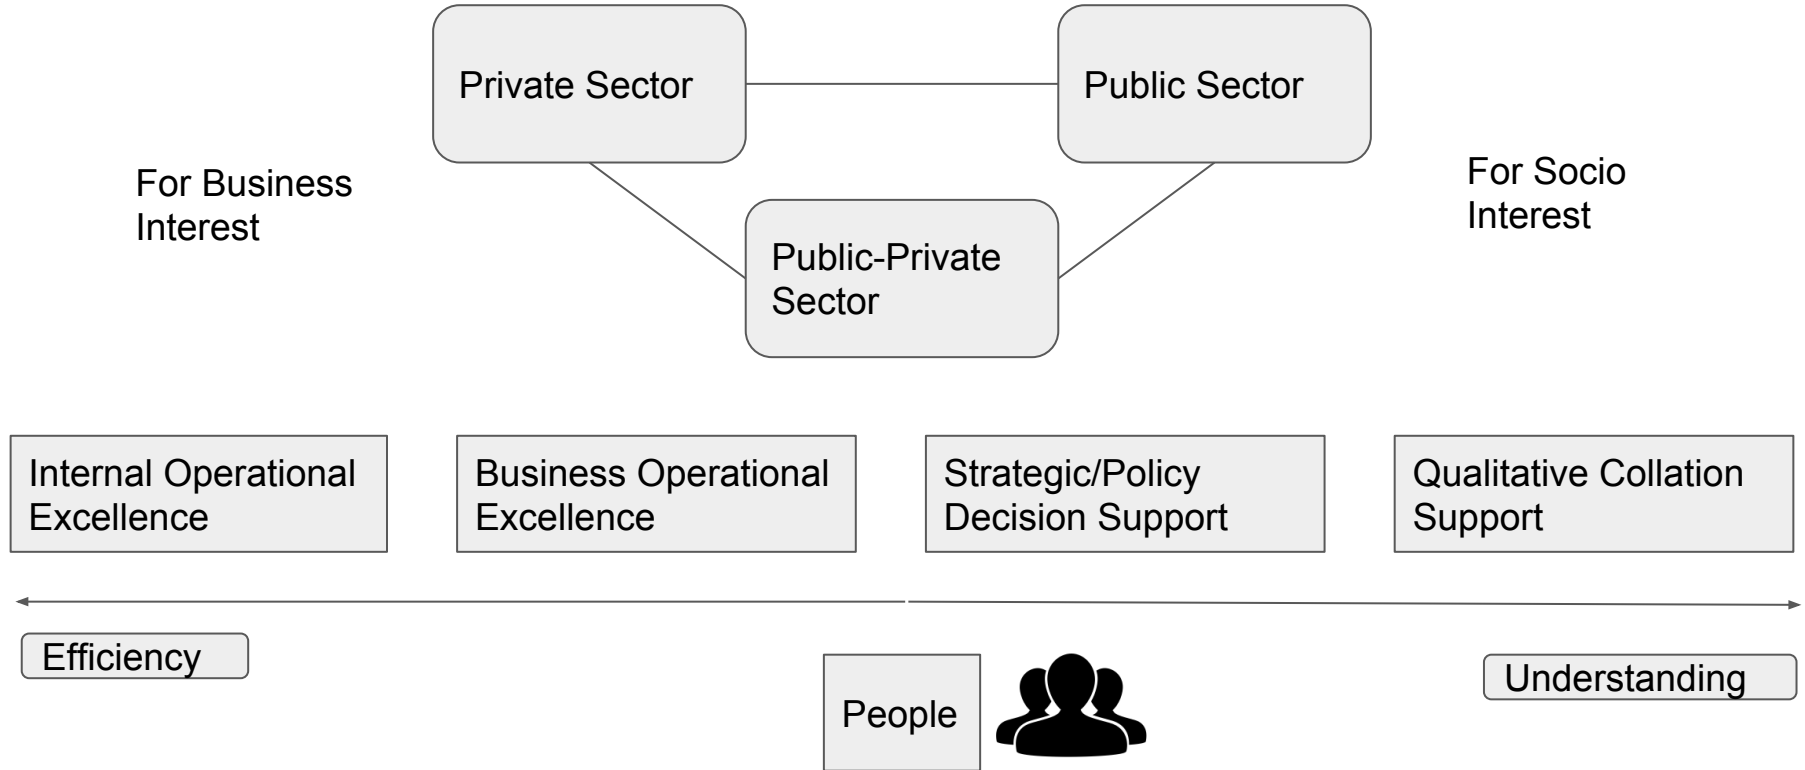 Private Sector
Public Sector
For Business
Interest
For Socio
Interest
Public-Private
Sector
Internal Operational
Excellence
Business Operational
Excellence
Strategic/Policy
Decision Support
Qualitative Collation
Support
Efficiency
People
Understanding